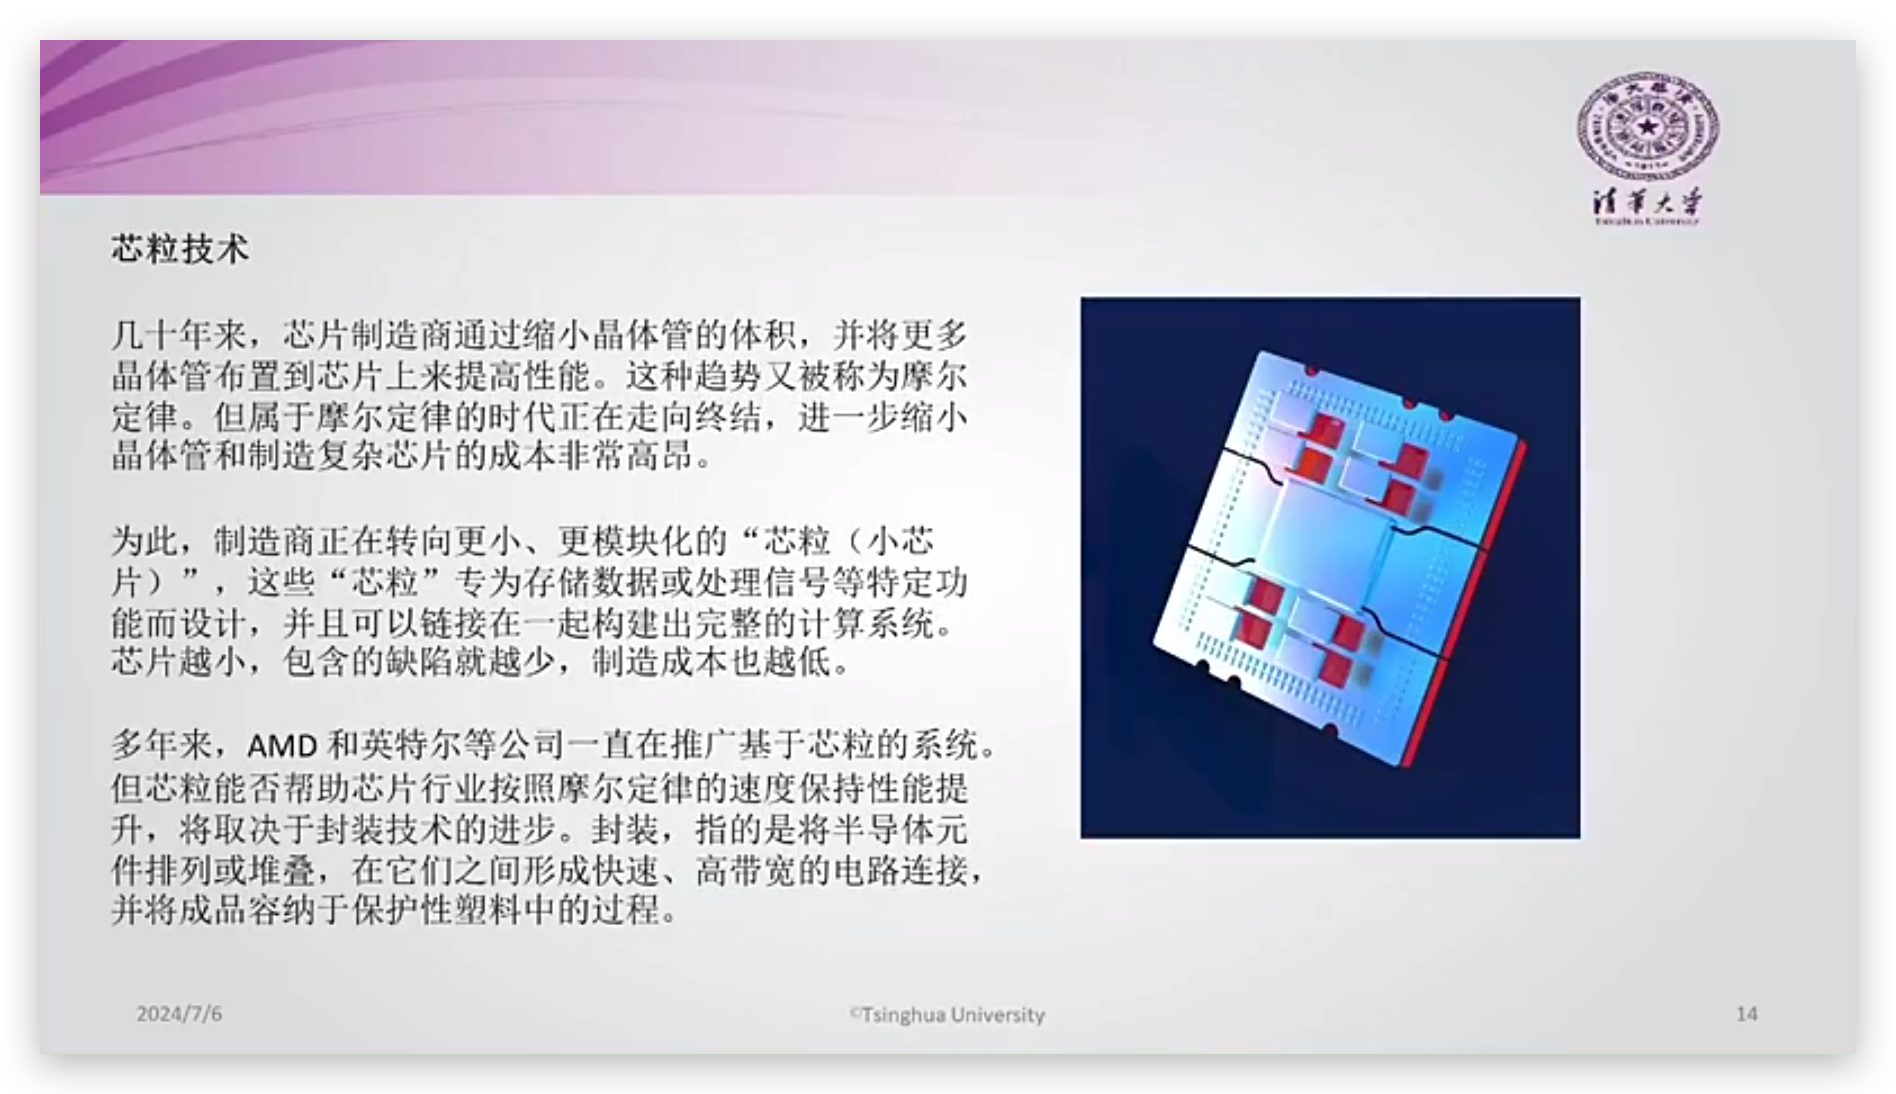 清华大学
Tsinghua University
芯粒技术
几十年来，芯片制造商通过缩小晶体管的体积，并将更多
晶体管布置到芯片上来提高性能。这种趋势又被称为摩尔
定律。但属于摩尔定律的时代正在走向终结，进一步缩小
晶体管和制造复杂芯片的成本非常高昂。
为此，制造商正在转向更小、更模块化的“芯粒（小芯
片）”，这些“芯粒”专为存储数据或处理信号等特定功
能而设计，并且可以链接在一起构建出完整的计算系统。
芯片越小，包含的缺陷就越少，制造成本也越低。
多年来，AMD 和英特尔等公司一直在推广基于芯粒的系统。
但芯粒能否帮助芯片行业按照摩尔定律的速度保持性能提
升，将取决于封装技术的进步。封装，指的是将半导体元
件排列或堆叠，在它们之间形成快速、高带宽的电路连接，
并将成品容纳于保护性塑料中的过程。
2024/7/6
©Tsinghua University
14